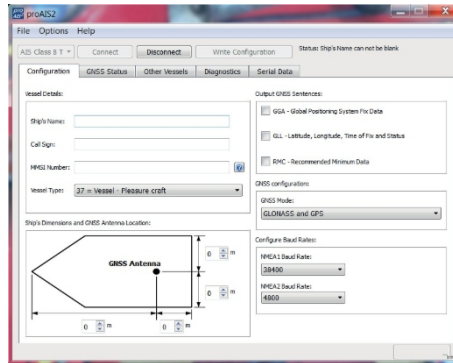 proAIS2
File Options Help
AIS Class B T Connect Disconnect Write Configuration Status: Ship's Name can not be blank
Configuration GNSS Status Other Vessels Diagnostics Serial Data
Vessel Details:
Ship's Name:
Call Sign:
MMSI Number:
Vessel Type: 37 = Vessel - Pleasure craft
Ship's Dimensions and GNSS Antenna Location:
GNSS Antenna
0 m
0 m
0 m 0 m
Output GNSS Sentences:
GGA - Global Positioning System Fix Data
GLL - Latitude, Longitude, Time of Fix and Status
RMC - Recommended Minimum Data
GNSS configuration:
GNSS Mode:
GLONASS and GPS
Configure Baud Rates:
NMEA1 Baud Rate:
38400
NMEA2 Baud Rate:
4800